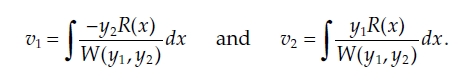 v₁ = ∫ −y₂R(x)/W(y₁, y₂) dx and v₂ = ∫ y₁R(x)/W(y₁, y₂) dx.